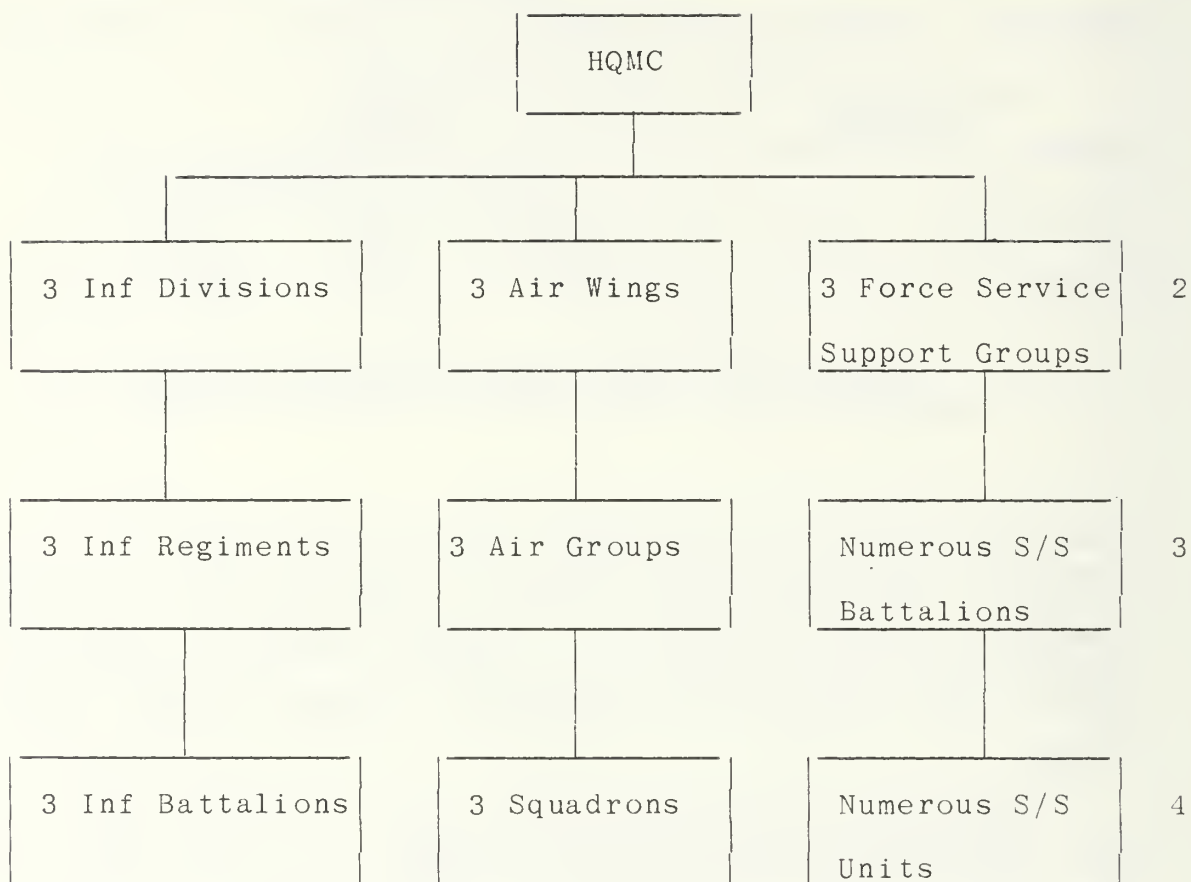 HQMC
3 Inf Divisions
3 Air Wings
3 Force Service
Support Groups
2
3 Inf Regiments
3 Air Groups
Numerous S/S
Battalions
3
3 Inf Battalions
3 Squadrons
Numerous S/S
Units
4